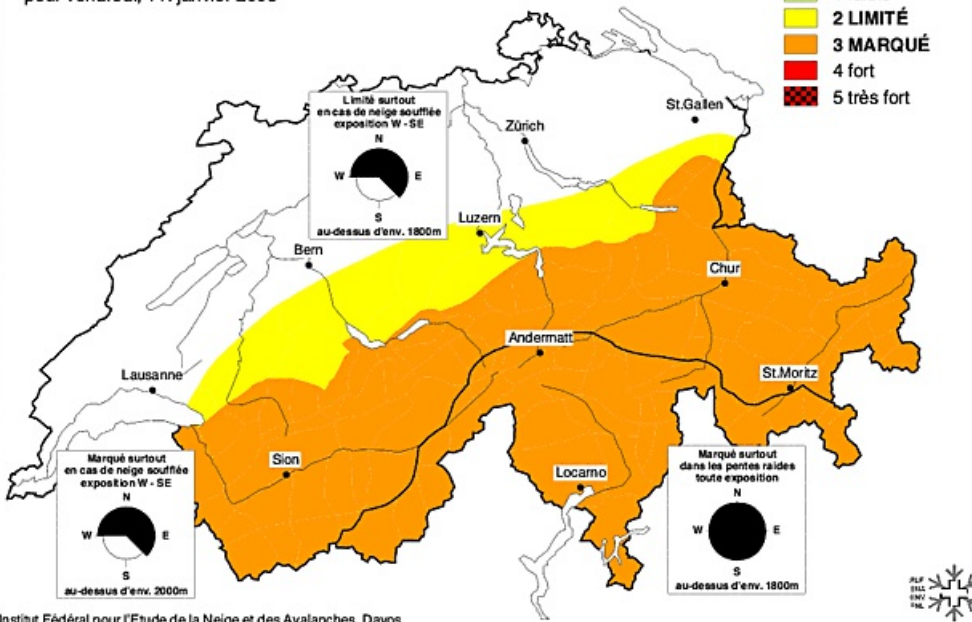 2 LIMITÉ
3 MARQUÉ
4 fort
5 très fort
St.Gallen
Zürich
Limité surtout
en cas de neige soufflée
exposition W - SE
N
W E
S
au-dessus d'env. 1800m
Luzern
Bern
Chur
Andermatt
Lausanne
St.Moritz
Sion
Locarno
Marqué surtout
en cas de neige soufflée
exposition W - SE
N
W E
S
au-dessus d'env. 2000m
Marqué surtout
dans les pentes raides
toute exposition
N
W E
S
au-dessus d'env. 1800m
Institut Fédéral pour l'Etude de la Neige et des Avalanches, Davos